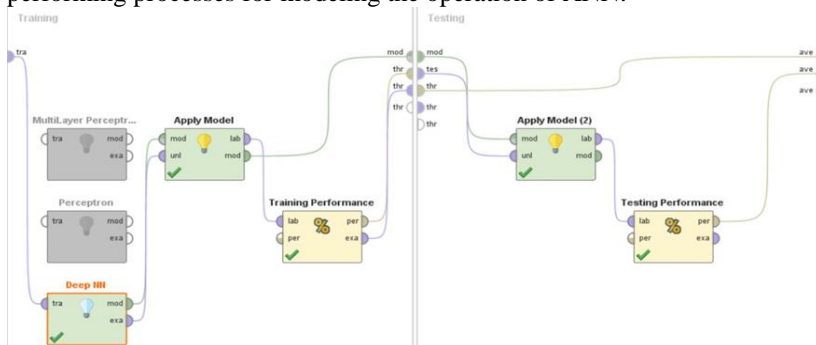 performing processes for modeling the operation of ANN.
Training
Testing
tra
mod
thr
thr
thr
mod
tes
thr
thr
thr
ave
ave
ave
MultiLayer Perceptr...
tra
mod
exa
Apply Model
mod
lab
unl
mod
Perceptron
tra
mod
exa
Training Performance
lab
per
per
exa
Deep NN
tra
mod
exa
Apply Model (2)
mod
lab
unl
mod
Testing Performance
lab
per
per
exa